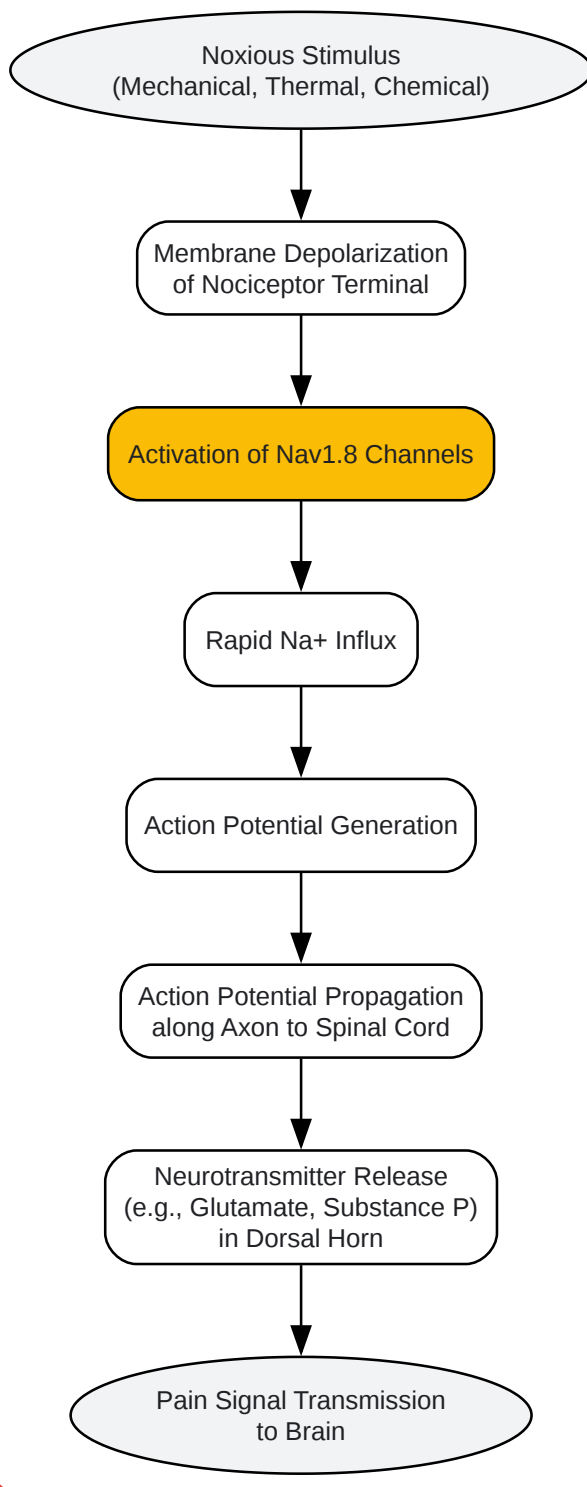 Noxious Stimulus
(Mechanical, Thermal, Chemical)
Membrane Depolarization
of Nociceptor Terminal
Activation of Nav1.8 Channels
Rapid Na+ Influx
Action Potential Generation
Action Potential Propagation
along Axon to Spinal Cord
Neurotransmitter Release
(e.g., Glutamate, Substance P)
in Dorsal Horn
Pain Signal Transmission
to Brain